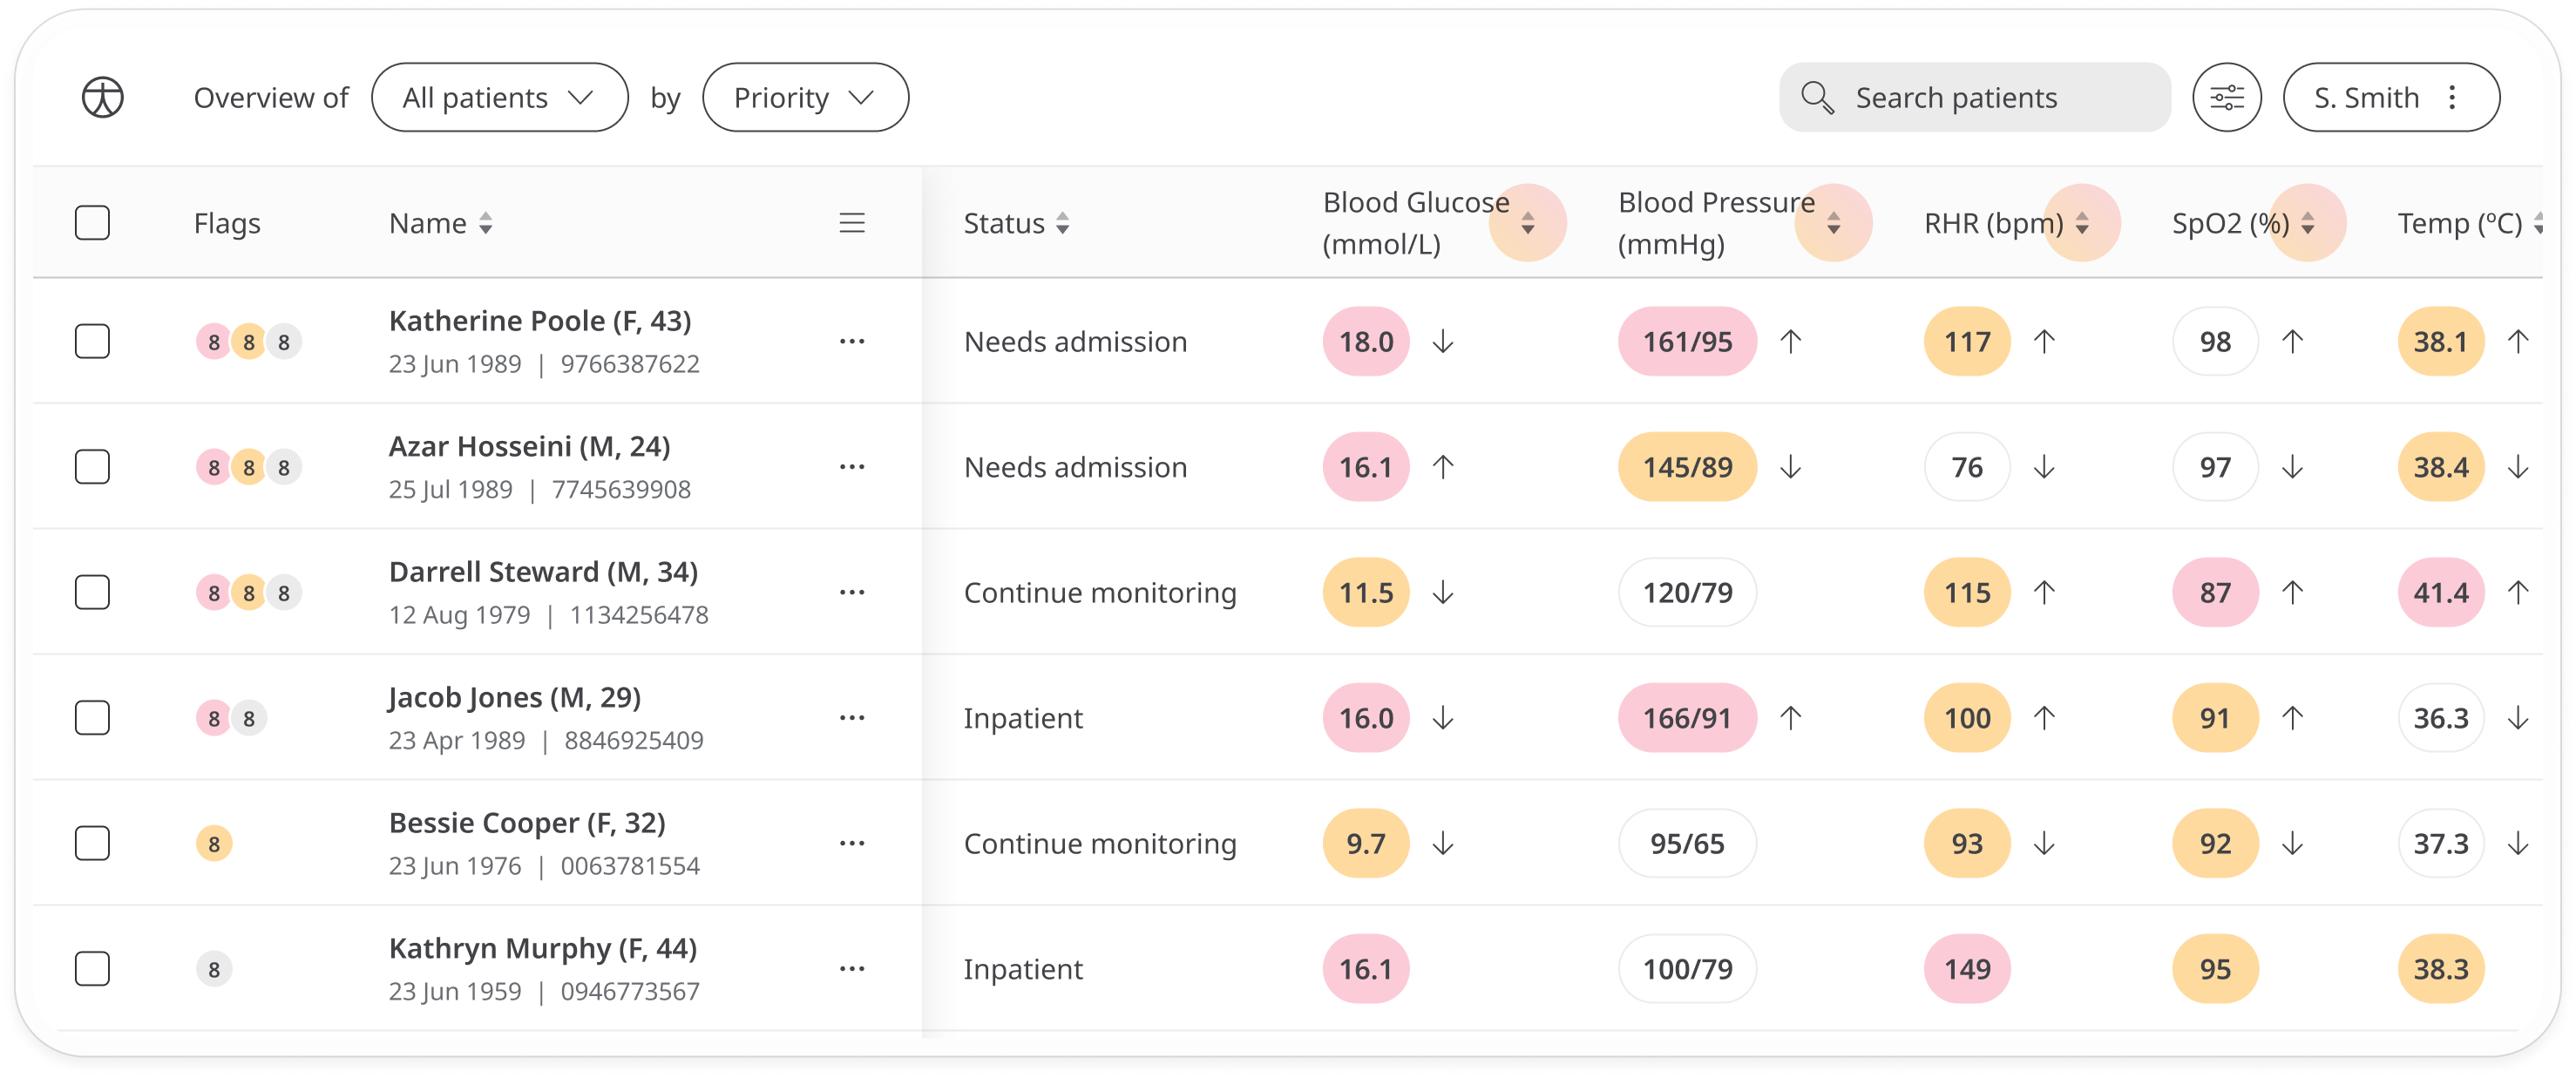 Overview of All patients by Priority Search patients S. Smith
Flags Name Status Blood Glucose (mmol/L) Blood Pressure (mmHg) RHR (bpm) SpO2 (%) Temp (ºC)
8 8 8 Katherine Poole (F, 43) Needs admission 18.0 ↓ 161/95 ↑ 117 ↑ 98 ↑ 38.1 ↑
23 Jun 1989 | 9766387622
8 8 8 Azar Hosseini (M, 24) Needs admission 16.1 ↑ 145/89 ↓ 76 ↓ 97 ↓ 38.4 ↓
25 Jul 1989 | 7745639908
8 8 8 Darrell Steward (M, 34) Continue monitoring 11.5 ↓ 120/79 115 ↑ 87 ↑ 41.4 ↑
12 Aug 1979 | 1134256478
8 8 Jacob Jones (M, 29) Inpatient 16.0 ↓ 166/91 ↑ 100 ↑ 91 ↑ 36.3 ↓
23 Apr 1989 | 8846925409
8 Bessie Cooper (F, 32) Continue monitoring 9.7 ↓ 95/65 93 ↓ 92 ↓ 37.3 ↓
23 Jun 1976 | 0063781554
8 Kathryn Murphy (F, 44) Inpatient 16.1 100/79 149 95 38.3
23 Jun 1959 | 0946773567